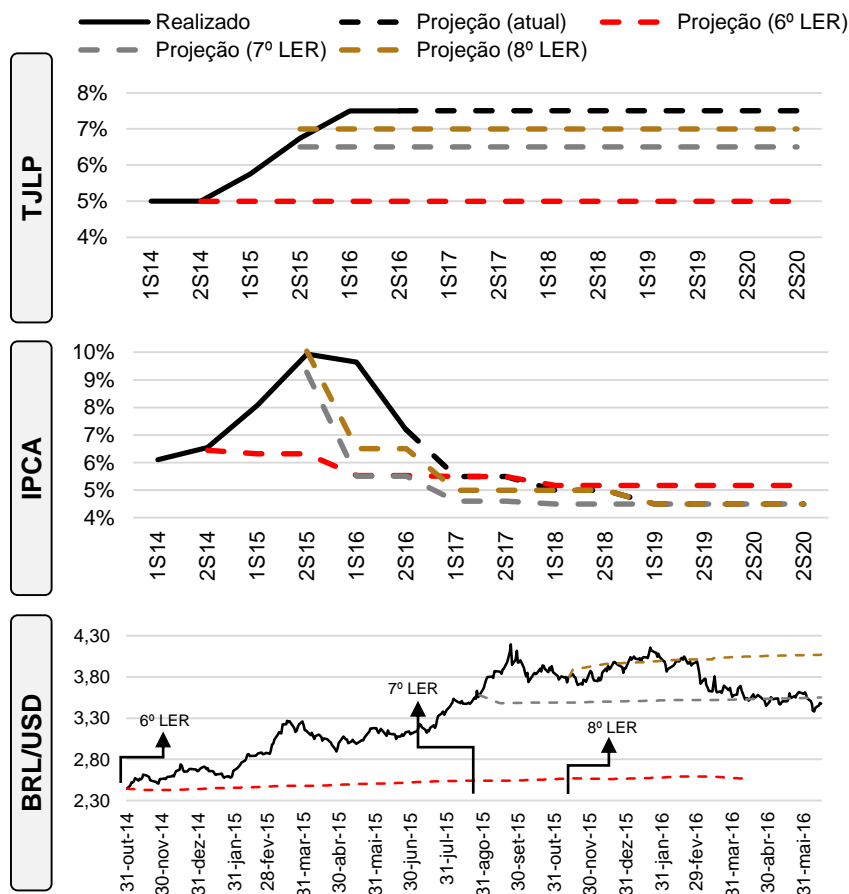 Realizado Projeção (atual) Projeção (6º LER)
Projeção (7º LER) Projeção (8º LER)
TJLP
8%
7%
6%
5%
4%
1S14 2S14 1S15 2S15 1S16 2S16 1S17 2S17 1S18 2S18 1S19 2S19 2S20 2S20
IPCA
10%
9%
8%
7%
6%
5%
4%
1S14 2S14 1S15 2S15 1S16 2S16 1S17 2S17 1S18 2S18 1S19 2S19 2S20 2S20
BRL/USD
4,30
3,80
3,30
2,80
2,30
7º LER
6º LER
8º LER
31-out-14 30-nov-14 31-dez-14 31-jan-15 28-fev-15 31-mar-15 30-abr-15 31-mai-15 30-jun-15 31-jul-15 31-ago-15 30-set-15 31-out-15 30-nov-15 31-dez-15 31-jan-16 29-fev-16 31-mar-16 30-abr-16 31-mai-16